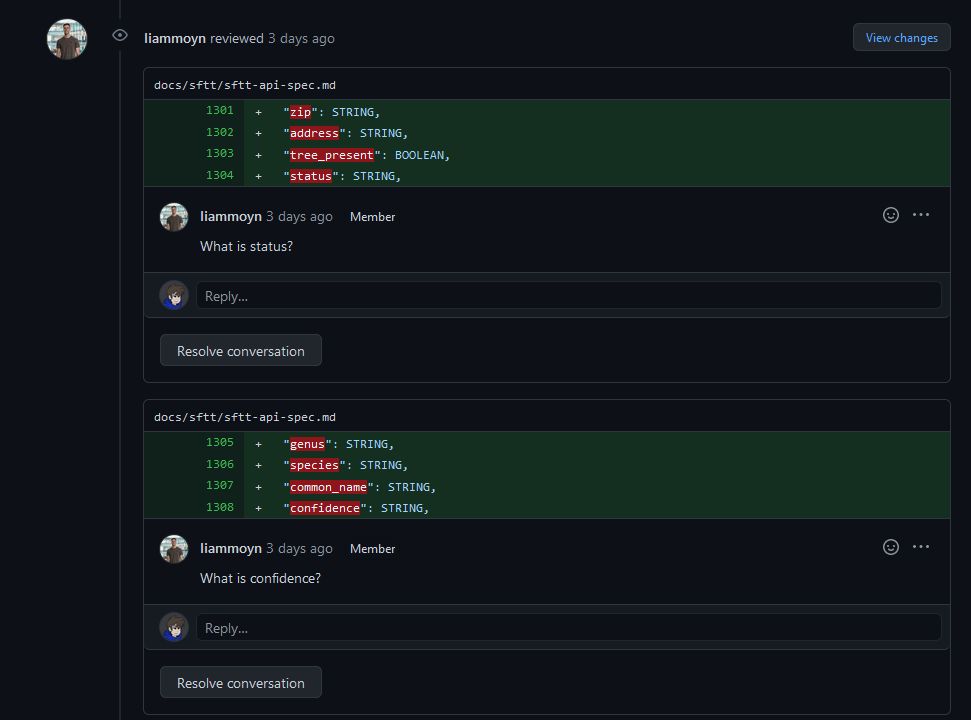 liammoyn reviewed 3 days ago
View changes
docs/sftt/sftt-api-spec.md
1301 + "zip": STRING,
1302 + "address": STRING,
1303 + "tree_present": BOOLEAN,
1304 + "status": STRING,
liammoyn 3 days ago Member
What is status?
Reply...
Resolve conversation
docs/sftt/sftt-api-spec.md
1305 + "genus": STRING,
1306 + "species": STRING,
1307 + "common_name": STRING,
1308 + "confidence": STRING,
liammoyn 3 days ago Member
What is confidence?
Reply...
Resolve conversation